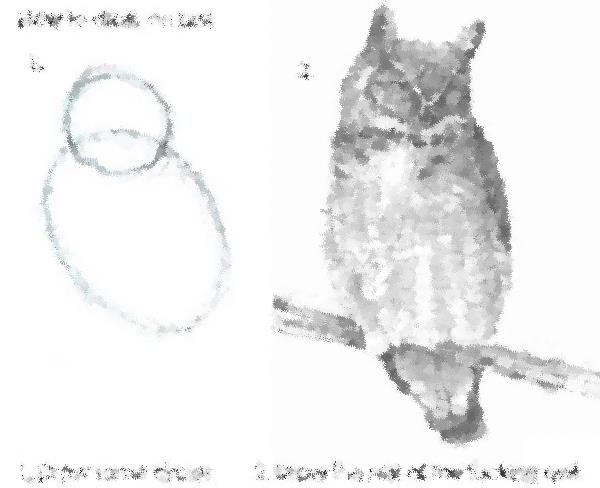 How to draw an owl
1.
2.
1. Draw some circles
2. Draw the rest of the fucking owl